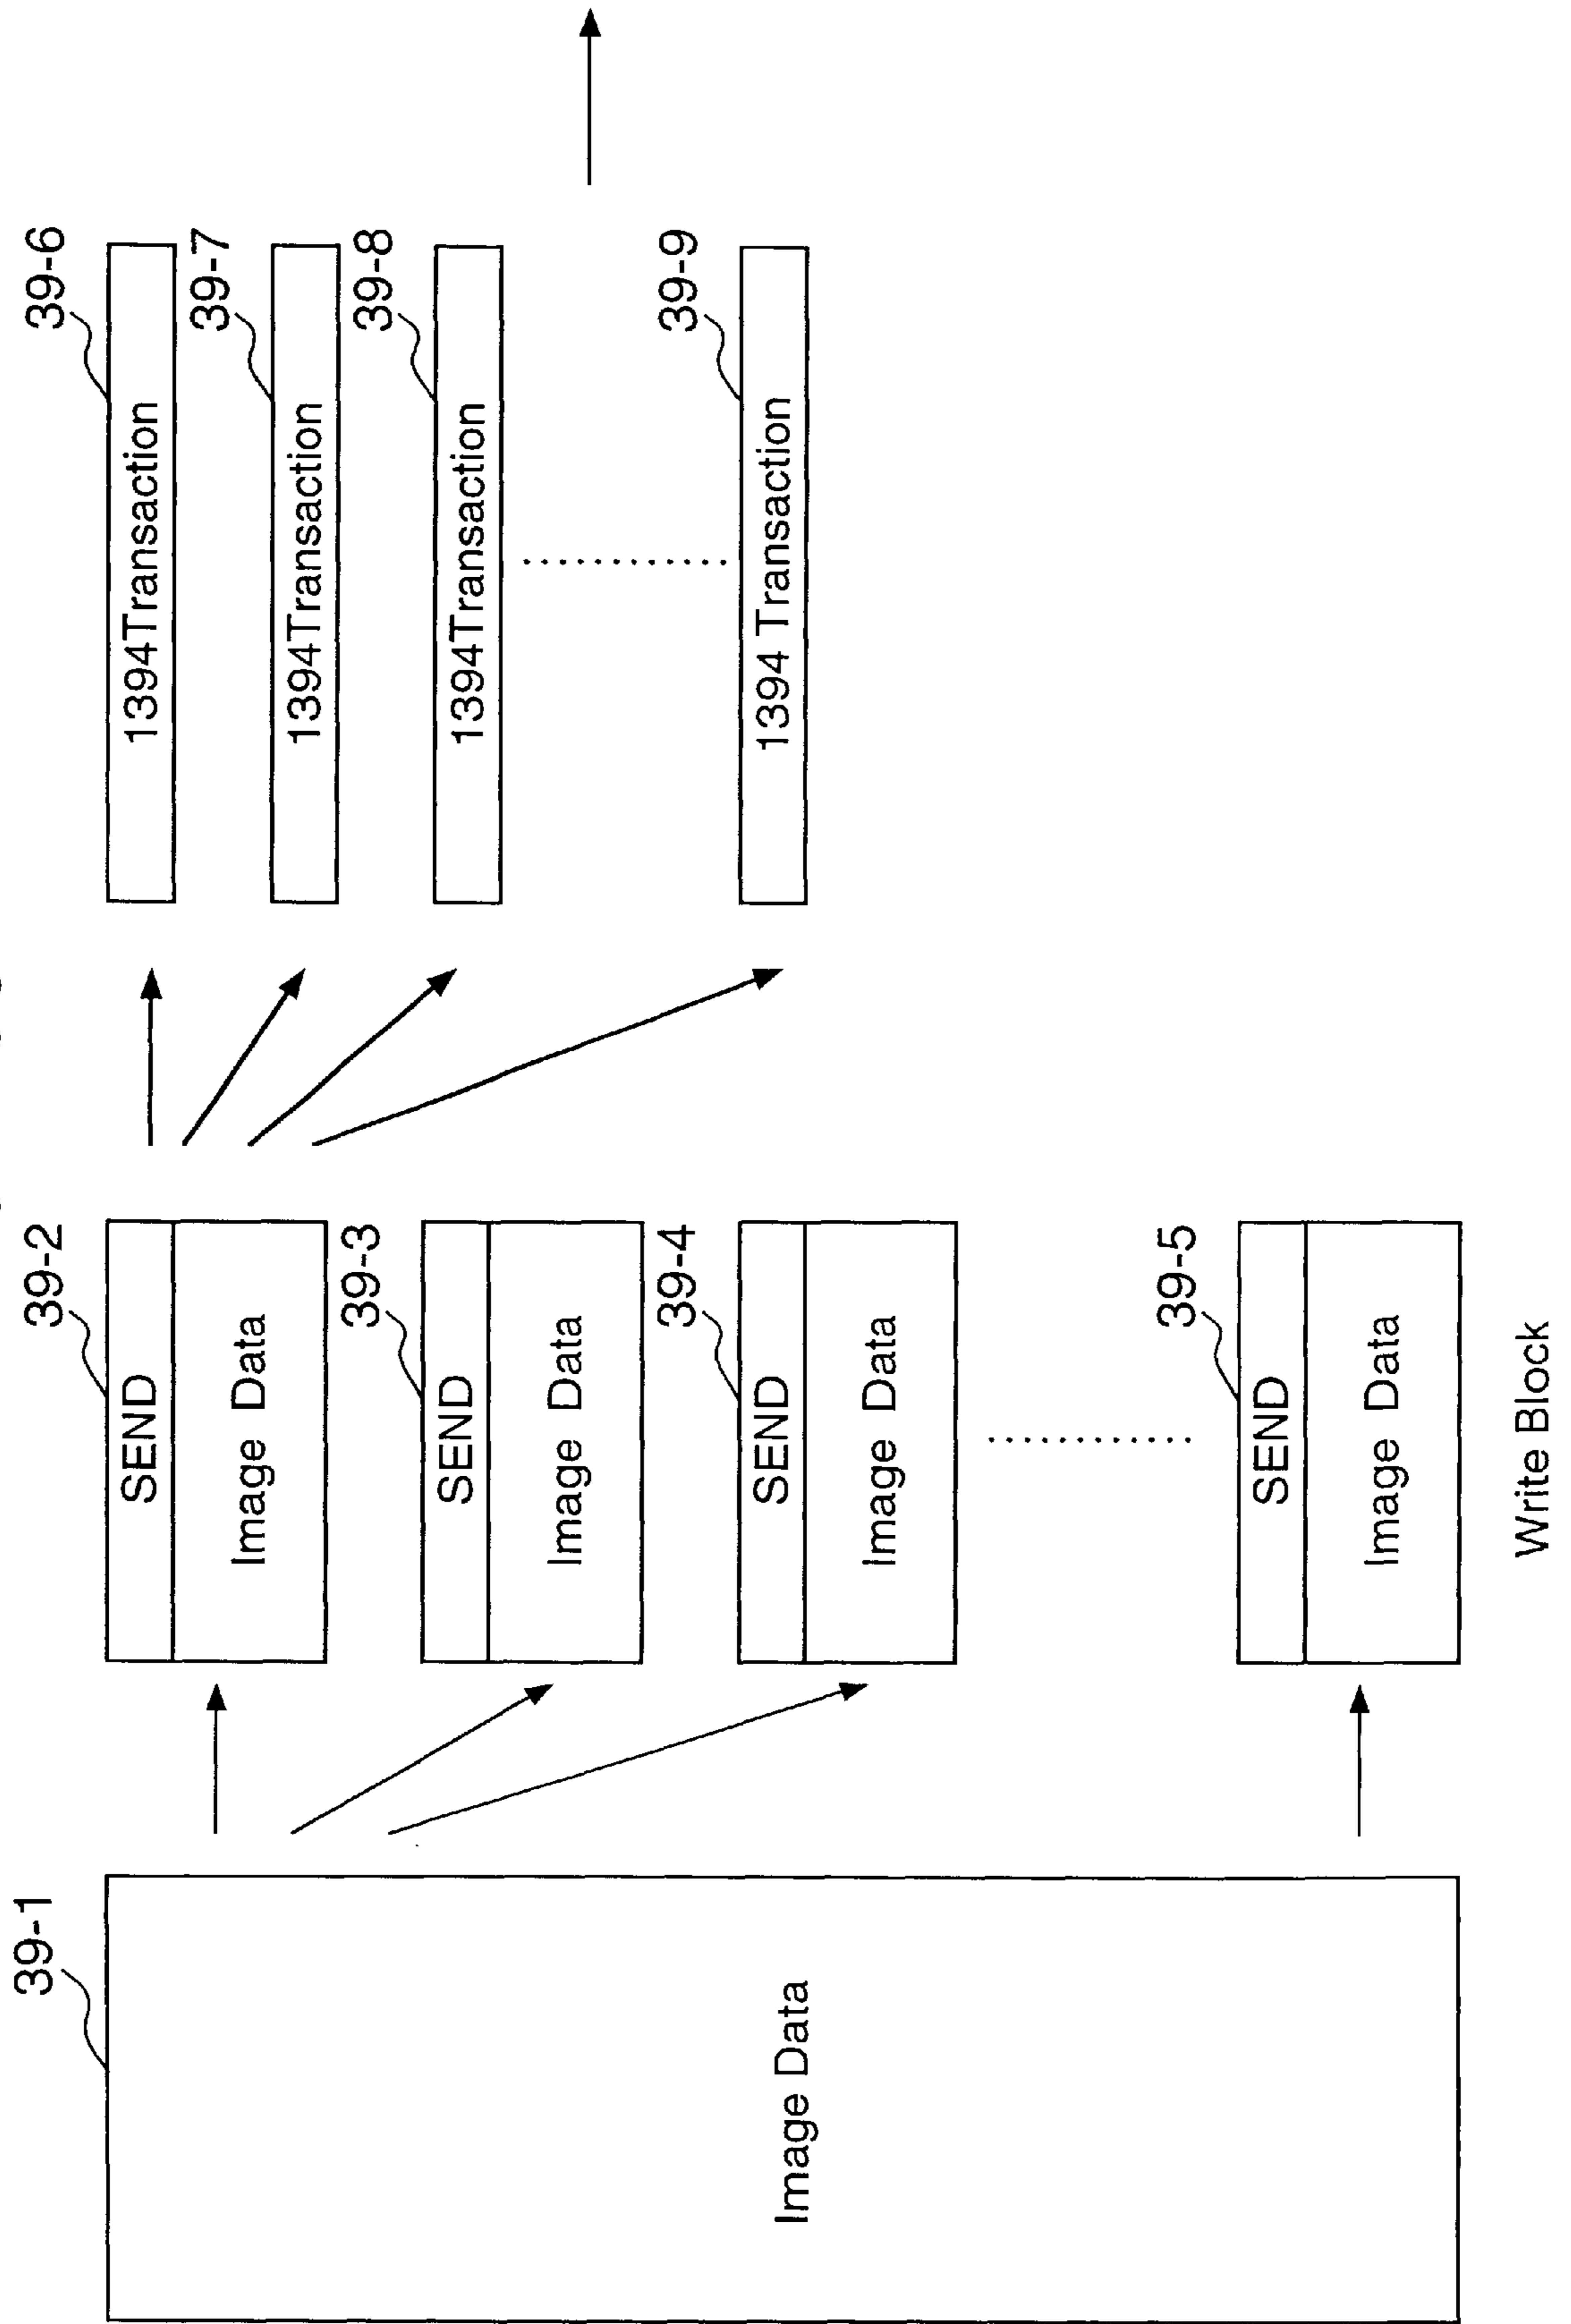 39-1
Image Data
39-2
SEND
Image Data
39-3
SEND
Image Data
39-4
SEND
Image Data
39-5
SEND
Image Data
Write Block
39-6
1394Transaction
39-7
1394Transaction
39-8
1394Transaction
39-9
1394 Transaction